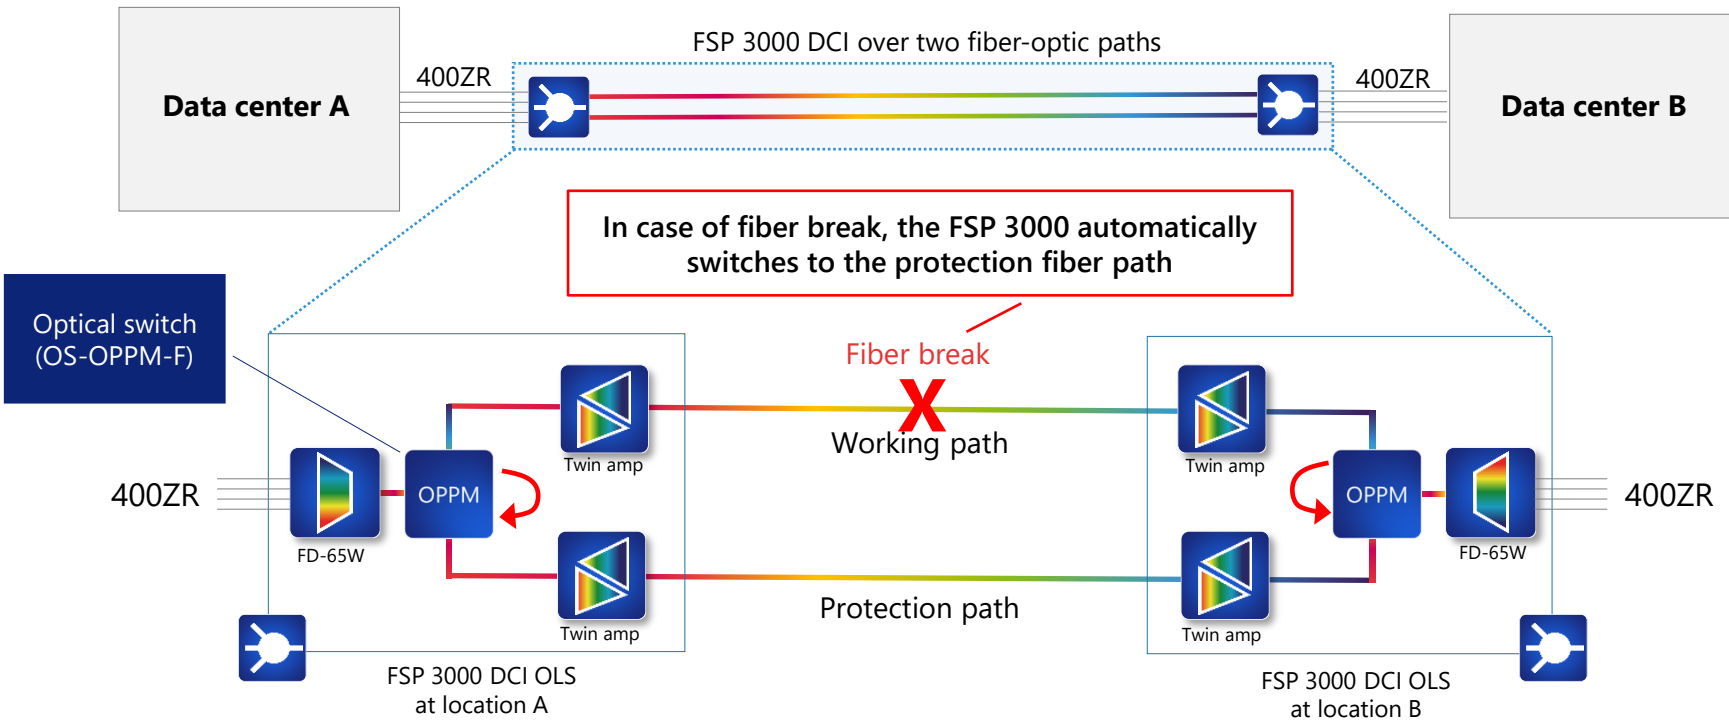 FSP 3000 DCI over two fiber-optic paths
Data center A
400ZR
400ZR
Data center B
In case of fiber break, the FSP 3000 automatically
switches to the protection fiber path
Optical switch
(OS-OPPM-F)
Fiber break
X
Working path
Twin amp
Twin amp
400ZR
FD-65W
OPPM
OPPM
FD-65W
400ZR
Protection path
Twin amp
Twin amp
FSP 3000 DCI OLS
at location A
FSP 3000 DCI OLS
at location B